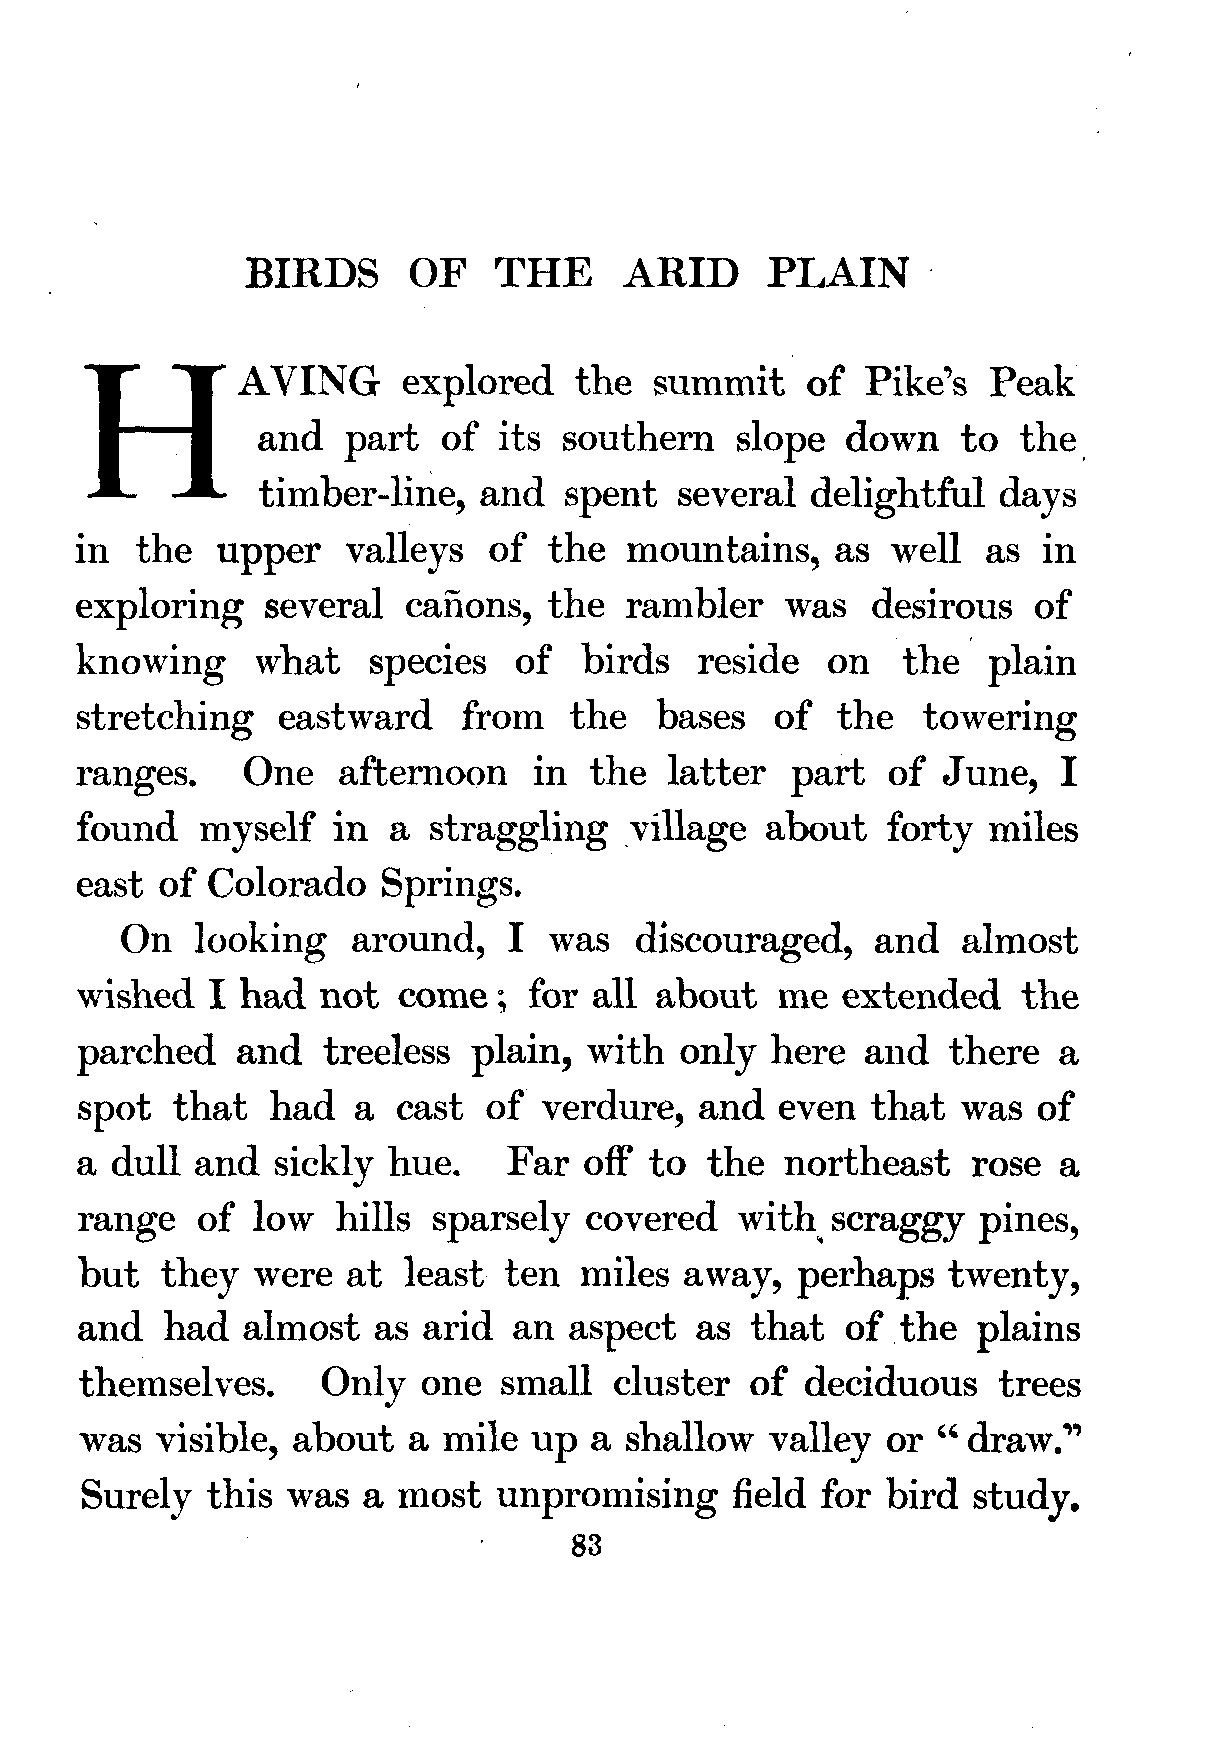 BIRDS OF THE ARID PLAIN
HAVING explored the summit of Pike's Peak
and part of its southern slope down to the
timber-line, and spent several delightful days
in the upper valleys of the mountains, as well as in
exploring several cañons, the rambler was desirous of
knowing what species of birds reside on the plain
stretching eastward from the bases of the towering
ranges. One afternoon in the latter part of June, I
found myself in a straggling village about forty miles
east of Colorado Springs.
On looking around, I was discouraged, and almost
wished I had not come; for all about me extended the
parched and treeless plain, with only here and there a
spot that had a cast of verdure, and even that was of
a dull and sickly hue. Far off to the northeast rose a
range of low hills sparsely covered with scraggy pines,
but they were at least ten miles away, perhaps twenty,
and had almost as arid an aspect as that of the plains
themselves. Only one small cluster of deciduous trees
was visible, about a mile up a shallow valley or "draw."
Surely this was a most unpromising field for bird study.
83